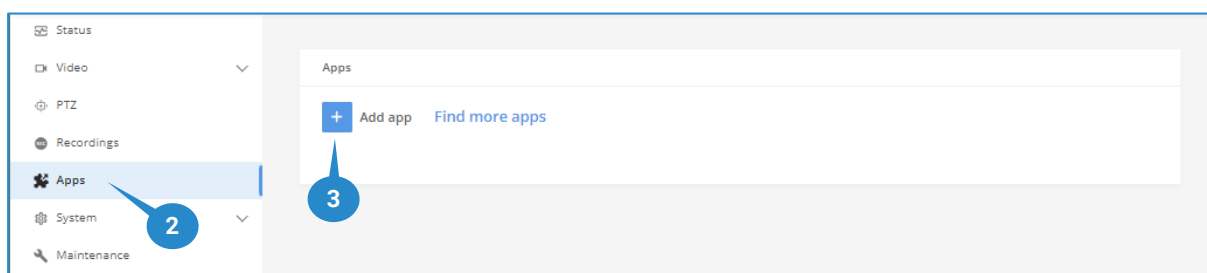 Status
Video
PTZ
Recordings
Apps
System
Maintenance
2
Apps
+ Add app Find more apps
3